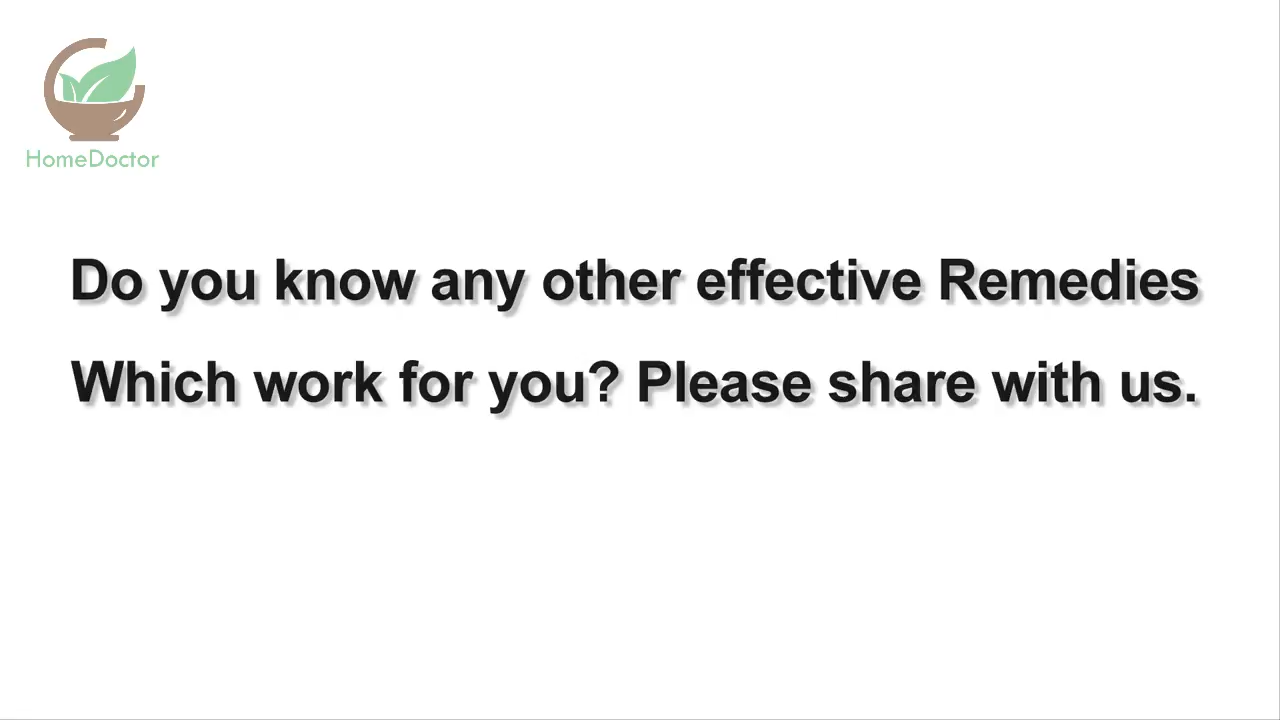 HomeDoctor
Do you know any other effective Remedies
Which work for you? Please share with us.